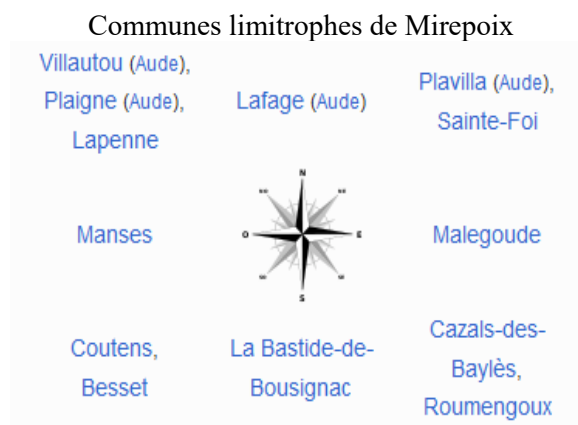 Communes limitrophes de Mirepoix
Villautou (Aude),
Plaigne (Aude),
Lapenne
Lafage (Aude)
Plavilla (Aude),
Sainte-Foi
Manses
N
O
E
S
Malegoude
Coutens,
Besset
La Bastide-de-
Bousignac
Cazals-des-
Baylès,
Roumengoux